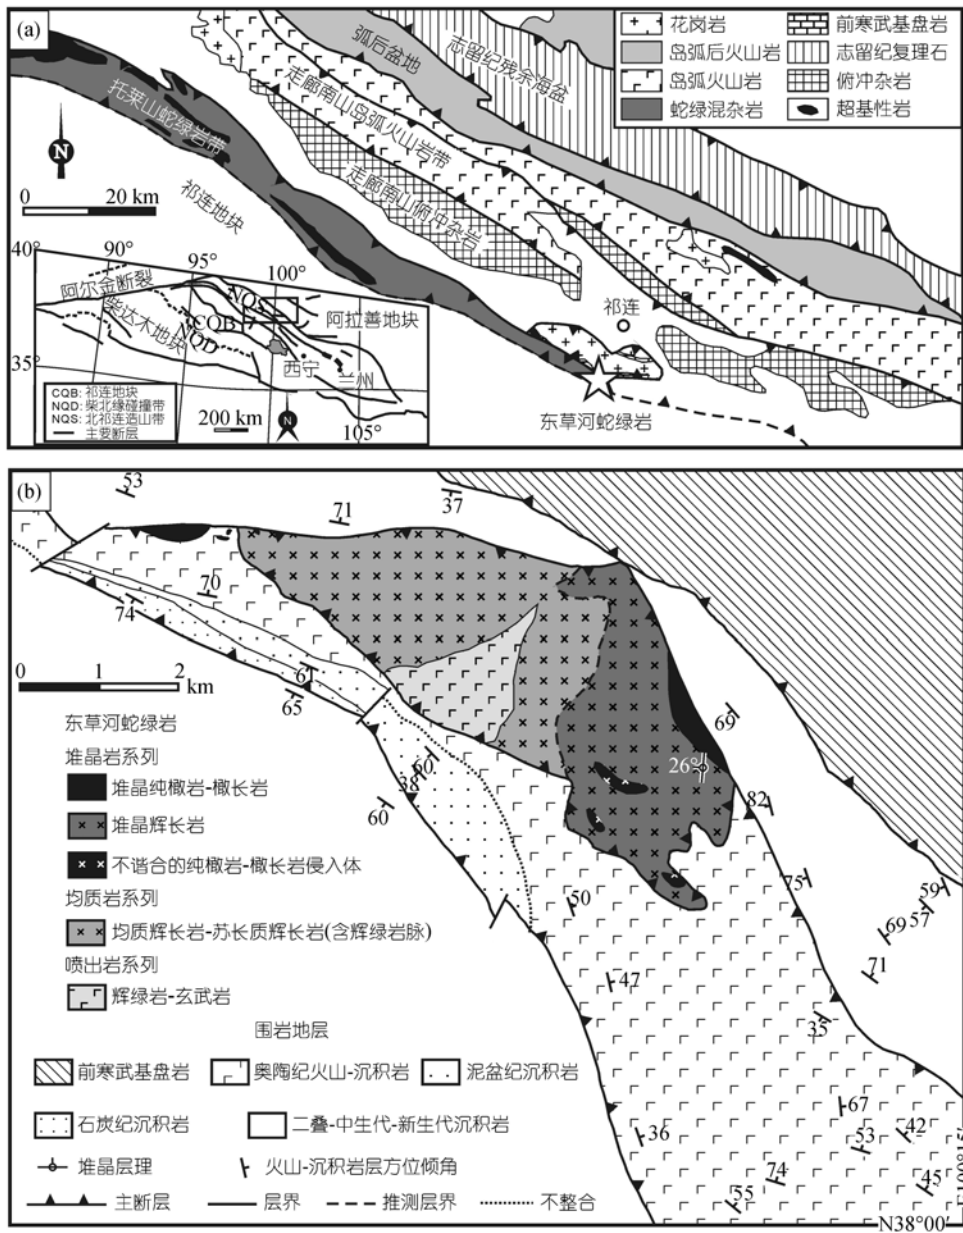 (a)
花岗岩
前寒武基盘岩
岛弧后火山岩
志留纪复理石
岛弧火山岩
俯冲杂岩
蛇绿混杂岩
超基性岩
弧后盆地
志留纪残余海盆
走廊南山岛弧火山岩带
走廊南山俯冲杂岩
托莱山蛇绿岩带
祁连地块
N
0 20 km
祁连
东草河蛇绿岩
40°
90°
95°
100°
35°
105°
阿尔金断裂
柴达木地块
NQS
CQB
NQD
阿拉善地块
西宁
兰州
CQB: 祁连地块
NQD: 柴北缘碰撞带
NQS: 北祁连造山带
主要断层
200 km
N
(b)
53
71
37
70
74
61
65
69
26°
60
38
60
82
50
75
59
57
69
71
47
35
67
42
36
53
74
45
55
0 1 2
km
东草河蛇绿岩
堆晶岩系列
堆晶纯橄岩-橄长岩
堆晶辉长岩
不谐合的纯橄岩-橄长岩侵入体
均质岩系列
均质辉长岩-苏长质辉长岩(含辉绿岩脉)
喷出岩系列
辉绿岩-玄武岩
围岩地层
前寒武基盘岩 奥陶纪火山-沉积岩 泥盆纪沉积岩
石炭纪沉积岩 二叠-中生代-新生代沉积岩
堆晶层理 火山-沉积岩层方位倾角
主断层 层界 推测层界 不整合
E100°15′
N38°00′